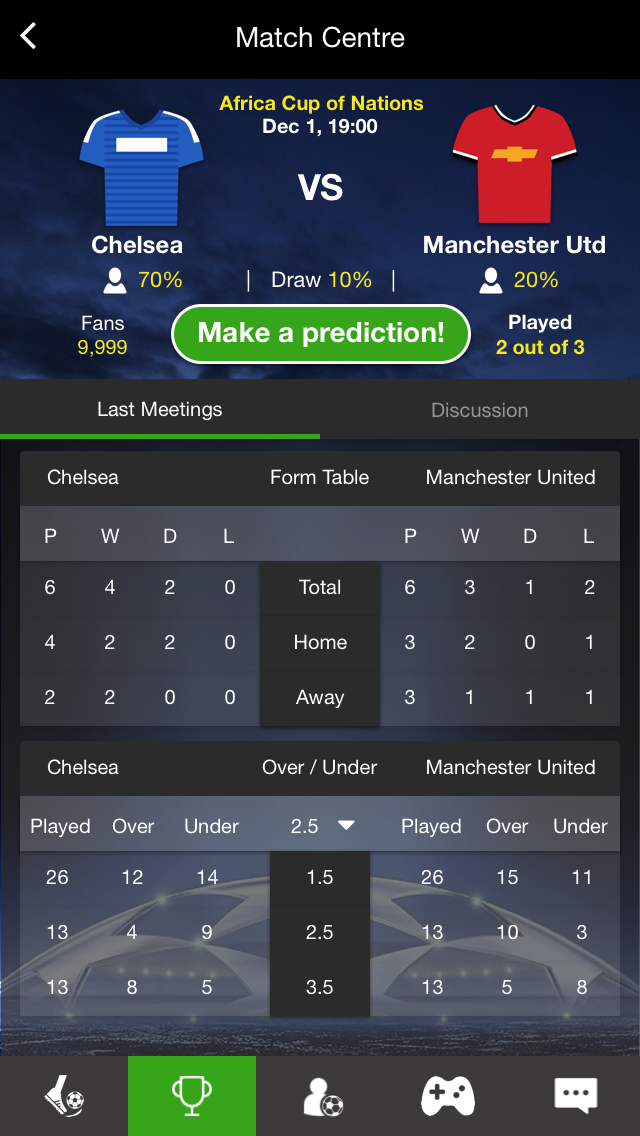 Match Centre
Africa Cup of Nations
Dec 1, 19:00
VS
Chelsea
Manchester Utd
70% | Draw 10% | 20%
Fans
9,999
Make a prediction!
Played
2 out of 3
Last Meetings Discussion
Chelsea Form Table Manchester United
P W D L P W D L
6 4 2 0 Total 6 3 1 2
4 2 2 0 Home 3 2 0 1
2 2 0 0 Away 3 1 1 1
Chelsea Over / Under Manchester United
Played Over Under 2.5 Played Over Under
26 12 14 1.5 26 15 11
13 4 9 2.5 13 10 3
13 8 5 3.5 13 5 8